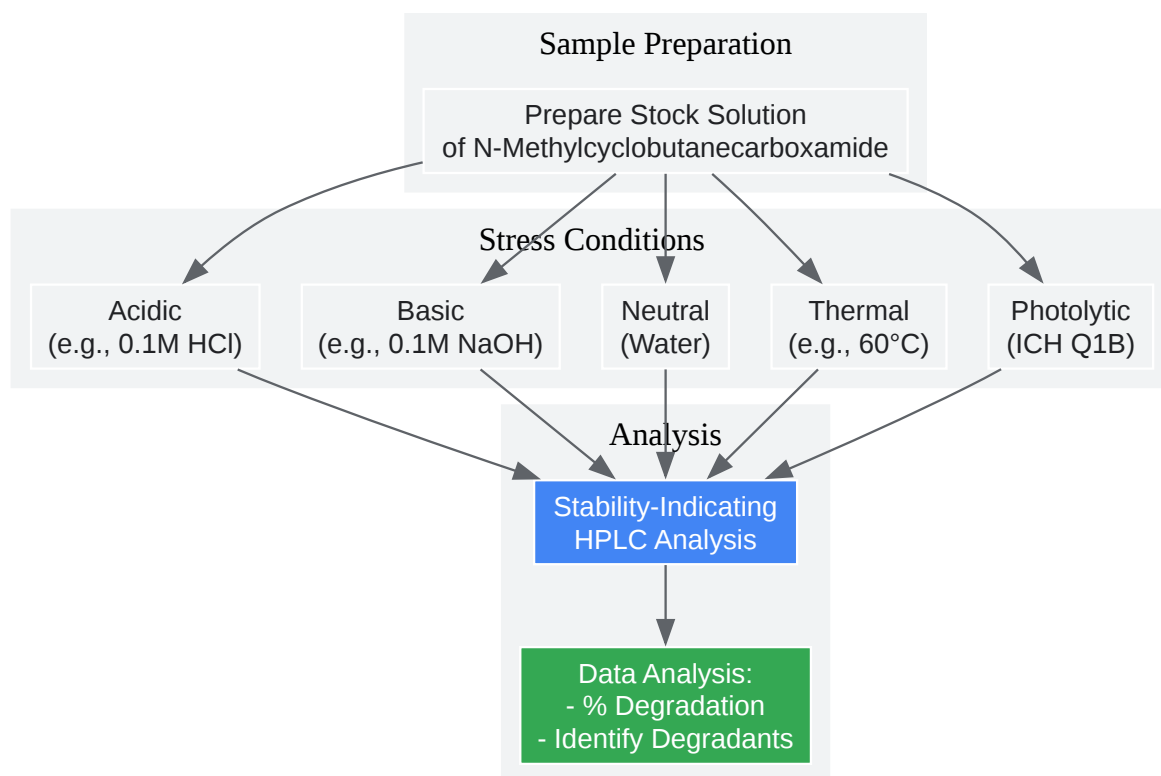 Sample Preparation
Prepare Stock Solution
of N-Methylcyclobutanecarboxamide
Stress Conditions
Acidic
(e.g., 0.1M HCl)
Basic
(e.g., 0.1M NaOH)
Neutral
(Water)
Thermal
(e.g., 60°C)
Photolytic
(ICH Q1B)
Analysis
Stability-Indicating
HPLC Analysis
Data Analysis:
- % Degradation
- Identify Degradants